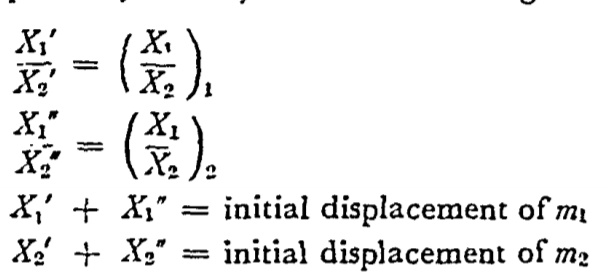 X₁′ / X₂′ = (X₁ / X₂)₁
X₁″ / X₂″ = (X₁ / X₂)₂
X₁′ + X₁″ = initial displacement of m₁
X₂′ + X₂″ = initial displacement of m₂